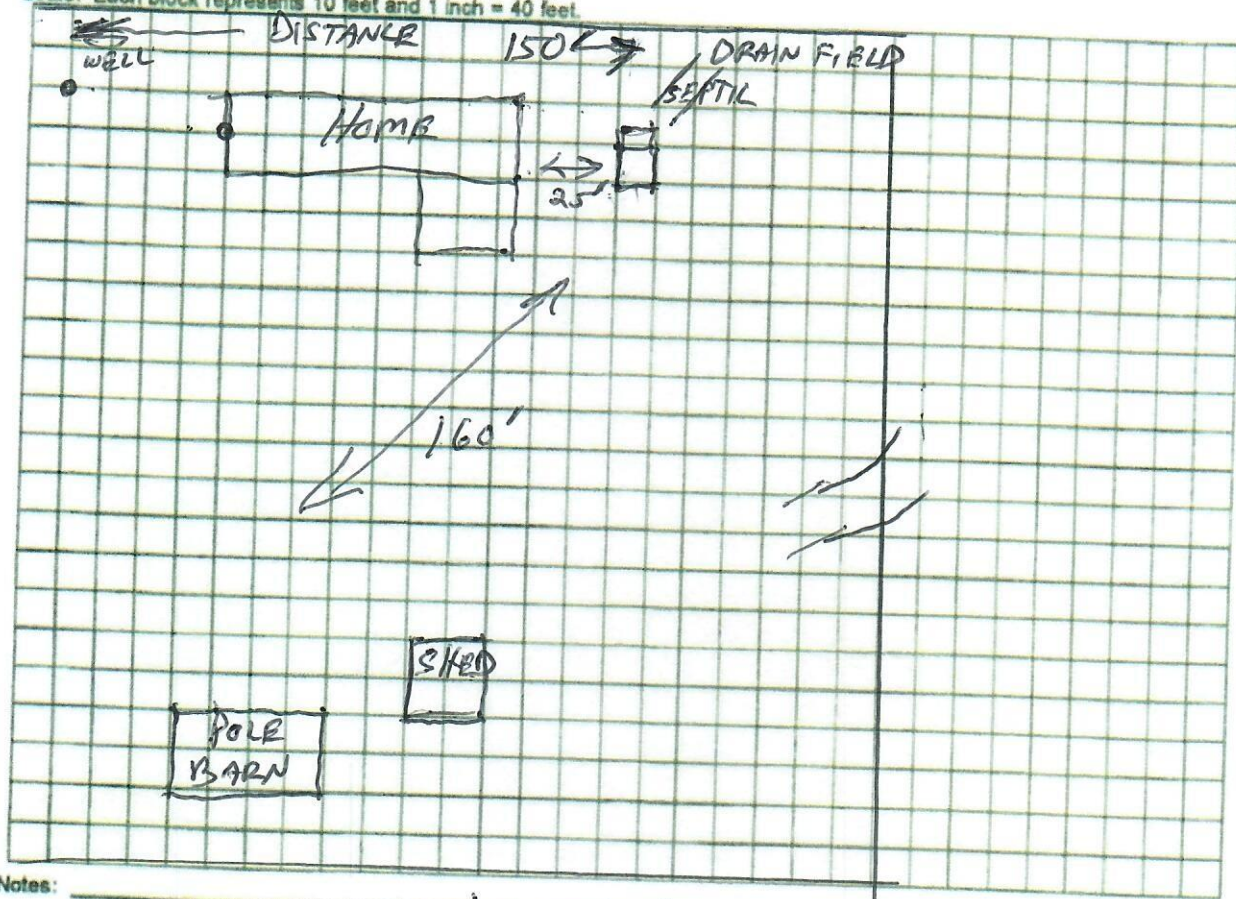 Each block represents 10 feet and 1 inch = 40 feet.
DISTANCE 150' DRAIN FIELD
WELL
SEPTIC
HOME
25'
160'
SHED
POLE
BARN
Notes: